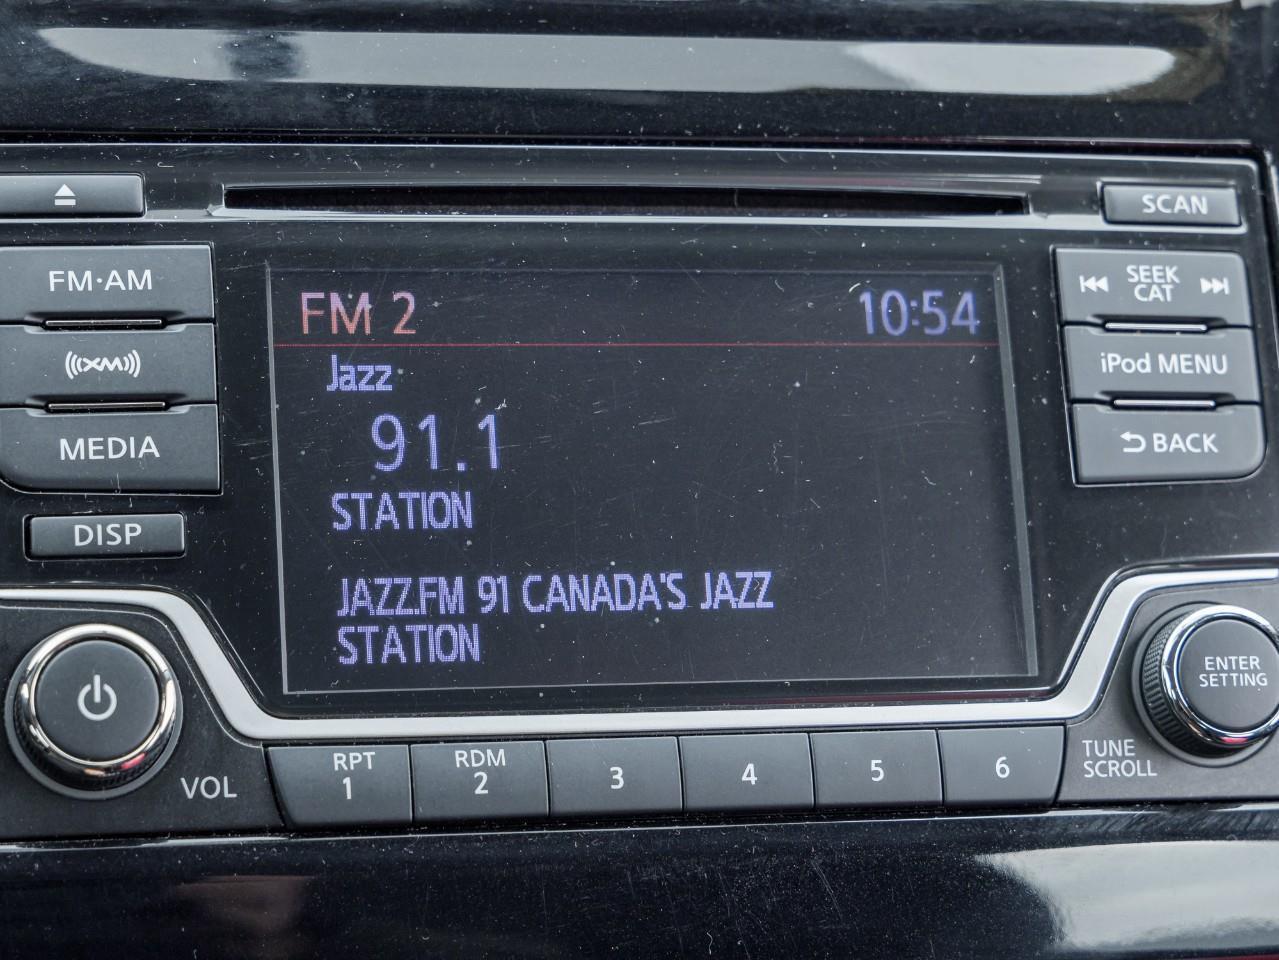 SCAN
FM·AM
SEEK
CAT
FM 2
10:54
XM
Jazz
iPod MENU
91.1
MEDIA
BACK
STATION
DISP
JAZZ.FM 91 CANADA'S JAZZ
STATION
ENTER
SETTING
VOL
RPT
1
RDM
2
3
4
5
6
TUNE
SCROLL